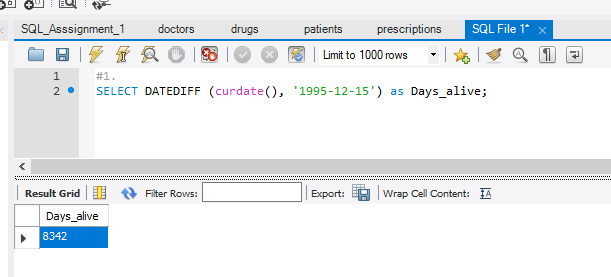 SQL_Asssignment_1 doctors drugs patients prescriptions SQL File 1*
Limit to 1000 rows
1 #1.
2 SELECT DATEDIFF (curdate(), '1995-12-15') as Days_alive;
Result Grid Filter Rows: Export: Wrap Cell Content:
Days_alive
8342